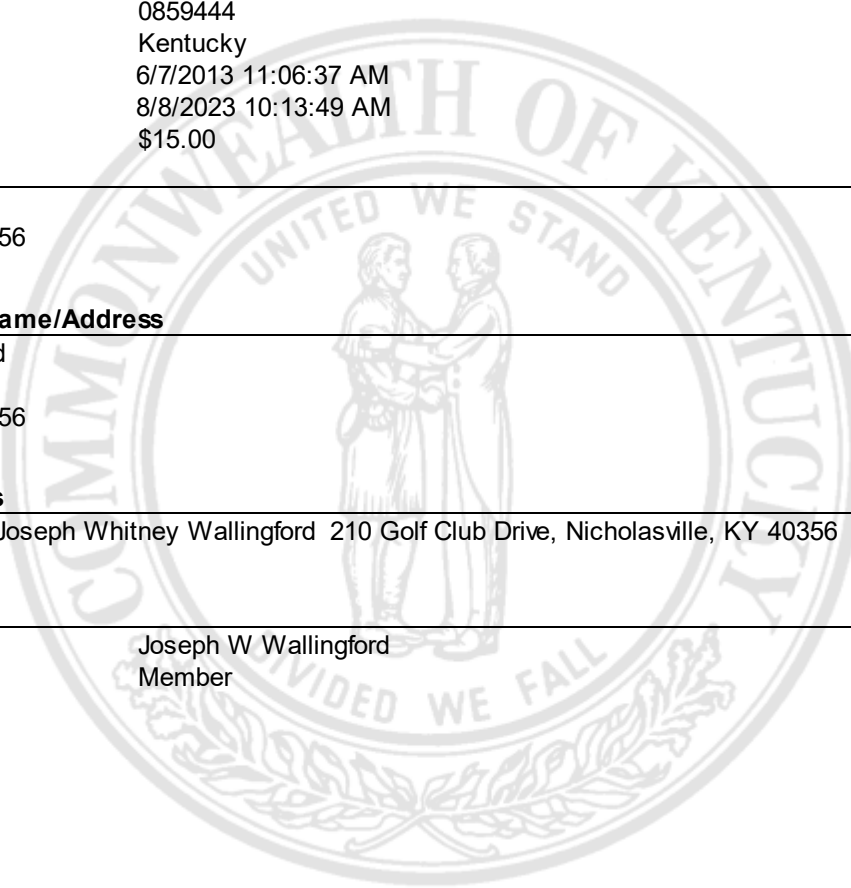 0859444
Kentucky
6/7/2013 11:06:37 AM
8/8/2023 10:13:49 AM
$15.00
56
ame/Address
d
56
s
Joseph Whitney Wallingford 210 Golf Club Drive, Nicholasville, KY 40356
Joseph W Wallingford
Member
COMMONWEALTH OF KENTUCKY
UNITED WE STAND
DIVIDED WE FALL